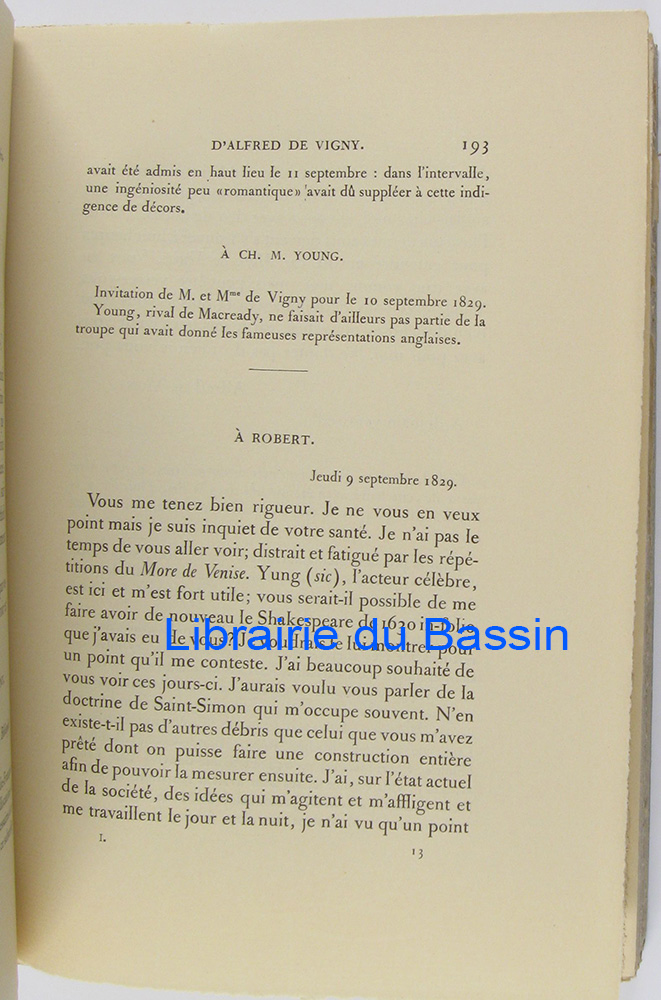 D'ALFRED DE VIGNY. 193
avait été admis en haut lieu le 11 septembre : dans l'intervalle,
une ingéniosité peu «romantique» avait dû suppléer à cette indi-
gence de décors.
À CH. M. YOUNG.
Invitation de M. et Mme de Vigny pour le 10 septembre 1829.
Young, rival de Macready, ne faisait d'ailleurs pas partie de la
troupe qui avait donné les fameuses représentations anglaises.
À ROBERT.
Jeudi 9 septembre 1829.
Vous me tenez bien rigueur. Je ne vous en veux
point mais je suis inquiet de votre santé. Je n'ai pas le
temps de vous aller voir; distrait et fatigué par les répé-
titions du More de Venise. Yung (sic), l'acteur célèbre,
est ici et m'est fort utile; vous serait-il possible de me
faire avoir de nouveau le Shakespeare de 1620 in-folio
que j'avais eu de vous? Je voudrais le lui montrer pour
Librairie du Bassin
un point qu'il me conteste. J'ai beaucoup souhaité de
vous voir ces jours-ci. J'aurais voulu vous parler de la
doctrine de Saint-Simon qui m'occupe souvent. N'en
existe-t-il pas d'autres débris que celui que vous m'avez
prêté dont on puisse faire une construction entière
afin de pouvoir la mesurer ensuite. J'ai, sur l'état actuel
de la société, des idées qui m'agitent et m'affligent et
me travaillent le jour et la nuit, je n'ai vu qu'un point
I. 13